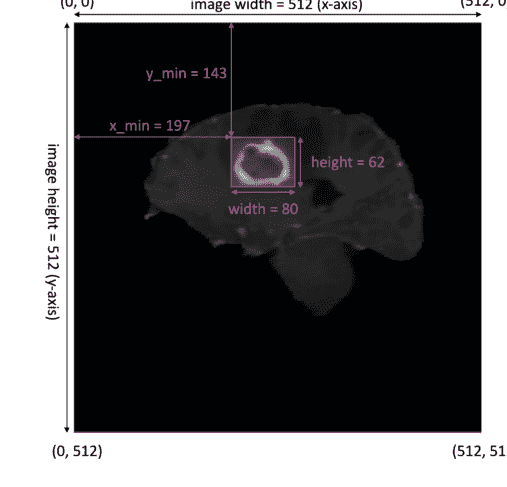 (0, 0)
image width = 512 (x-axis)
(512, 0
y_min = 143
x_min = 197
height = 62
width = 80
image height = 512 (y-axis)
(0, 512)
(512, 51